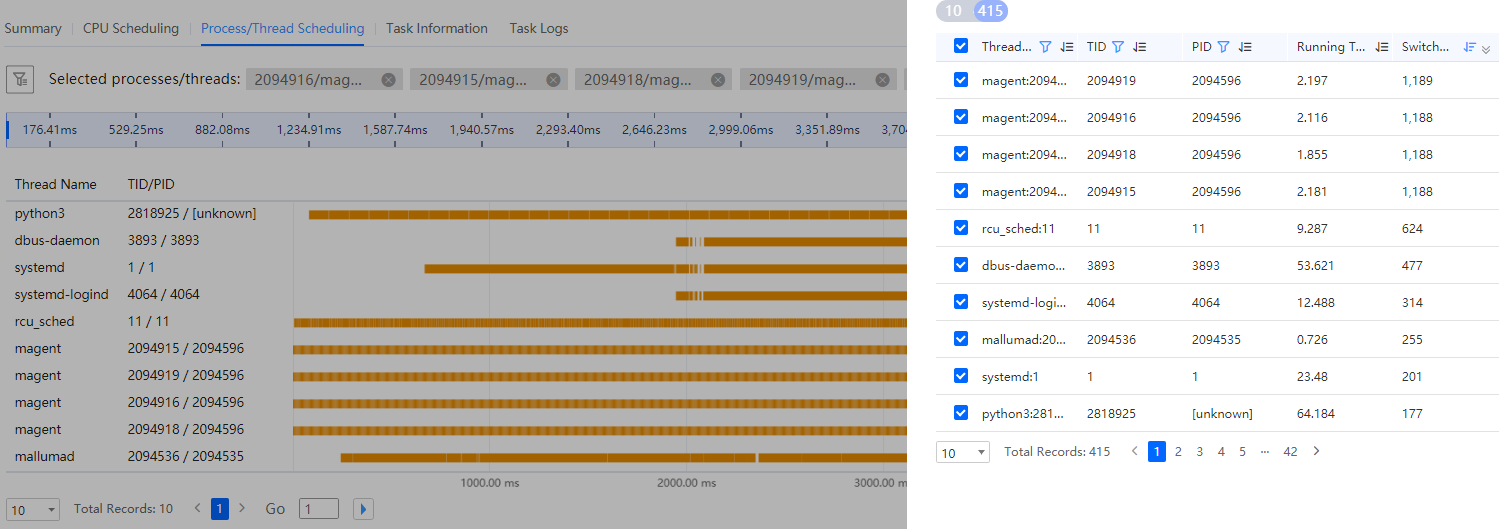 Summary CPU Scheduling Process/Thread Scheduling Task Information Task Logs
Selected processes/threads: 2094916/mag... 2094915/mag... 2094918/mag... 2094919/mag...
176.41ms 529.25ms 882.08ms 1,234.91ms 1,587.74ms 1,940.57ms 2,293.40ms 2,646.23ms 2,999.06ms 3,351.89ms 3,704
Thread Name TID/PID
python3 2818925 / [unknown]
dbus-daemon 3893 / 3893
systemd 1 / 1
systemd-logind 4064 / 4064
rcu_sched 11 / 11
magent 2094915 / 2094596
magent 2094919 / 2094596
magent 2094916 / 2094596
magent 2094918 / 2094596
mallumad 2094536 / 2094535
1000.00 ms 2000.00 ms 3000.00 ms
10 Total Records: 10 1 Go 1
10 415
Thread... TID PID Running T... Switch...
magent:2094... 2094919 2094596 2.197 1,189
magent:2094... 2094916 2094596 2.116 1,188
magent:2094... 2094918 2094596 1.855 1,188
magent:2094... 2094915 2094596 2.181 1,188
rcu_sched:11 11 11 9.287 624
dbus-daemo... 3893 3893 53.621 477
systemd-logi... 4064 4064 12.488 314
mallumad:20... 2094536 2094535 0.726 255
systemd:1 1 1 23.48 201
python3:281... 2818925 [unknown] 64.184 177
10 Total Records: 415 1 2 3 4 5 ... 42